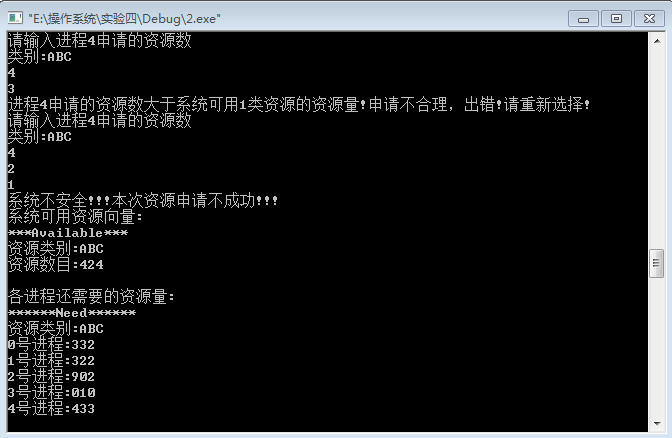 "E:\操作系统\实验四\Debug\2.exe"
请输入进程4申请的资源数
类别:ABC
4
3
进程4申请的资源数大于系统可用1类资源的资源量!申请不合理，出错!请重新选择!
请输入进程4申请的资源数
类别:ABC
4
2
1
系统不安全!!!本次资源申请不成功!!!
系统可用资源向量:
***Available***
资源类别:ABC
资源数目:424
各进程还需要的资源量:
******Need******
资源类别:ABC
0号进程:332
1号进程:322
2号进程:902
3号进程:010
4号进程:433